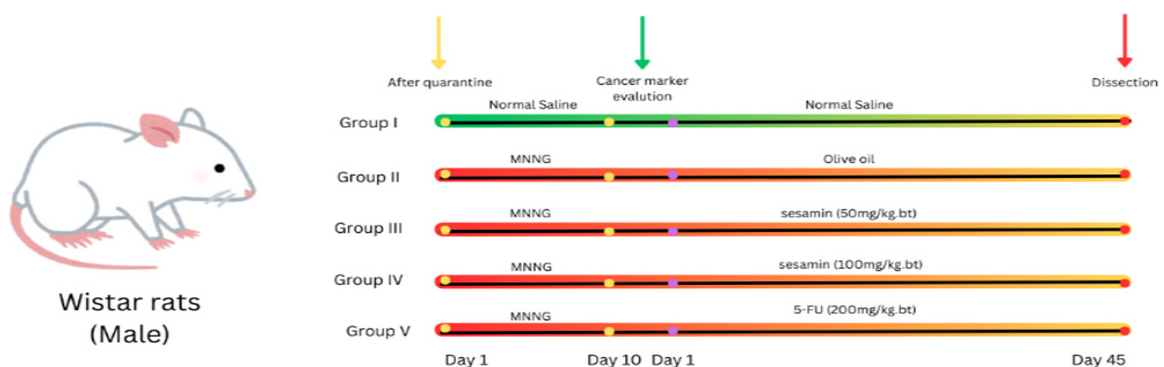 After quarantine
Cancer marker
evalution
Dissection
Normal Saline
Normal Saline
Group I
MNNG
Olive oil
Group II
MNNG
sesamin (50mg/kg.bt)
Group III
MNNG
sesamin (100mg/kg.bt)
Group IV
MNNG
5-FU (200mg/kg.bt)
Group V
Day 1
Day 10
Day 1
Day 45
Wistar rats
(Male)